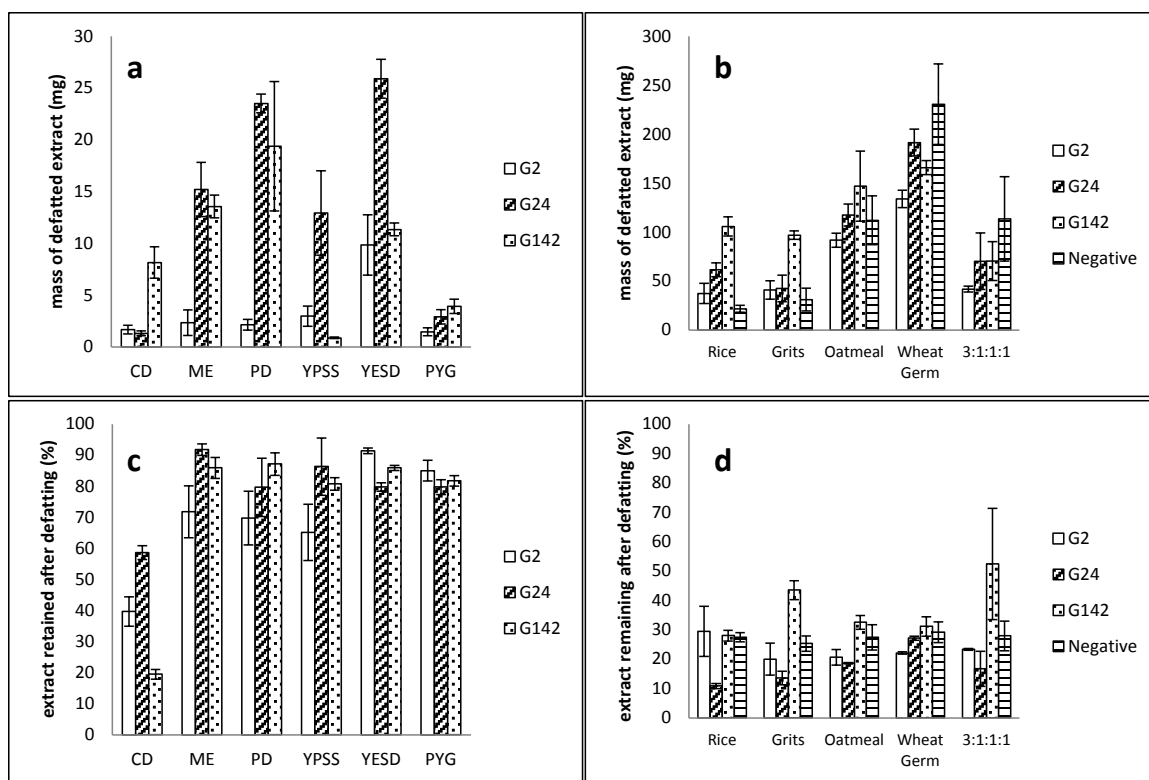 a
mass of defatted extract (mg)
30
25
20
15
10
5
0
CD ME PD YPSS YESD PYG
G2
G24
G142
b
mass of defatted extract (mg)
300
250
200
150
100
50
0
Rice Grits Oatmeal Wheat Germ 3:1:1:1
G2
G24
G142
Negative
c
extract retained after defatting (%)
100
90
80
70
60
50
40
30
20
10
0
CD ME PD YPSS YESD PYG
G2
G24
G142
d
extract remaining after defatting (%)
100
90
80
70
60
50
40
30
20
10
0
Rice Grits Oatmeal Wheat Germ 3:1:1:1
G2
G24
G142
Negative